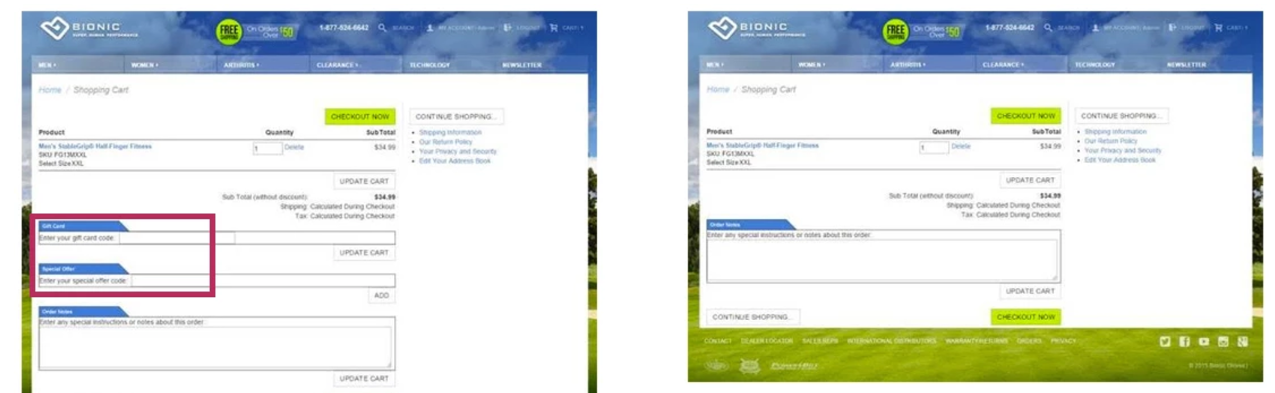 BIONIC
SUPER. HUMAN. PERFORMANCE.
FREE SHIPPING
On Orders Over $50
1-877-524-6642
SEARCH
MY ACCOUNT
LOGOUT
CART
MEN
WOMEN
ARTHRITIS
CLEARANCE
TECHNOLOGY
NEWSLETTER
Home / Shopping Cart
CHECKOUT NOW
CONTINUE SHOPPING...
Product Quantity SubTotal
Men's StableGrip® Half-Finger Fitness 1 Delete $34.99
SKU: FG13MXXL
Select Size:XXL
Shipping Information
Our Return Policy
Your Privacy and Security
Edit Your Address Book
UPDATE CART
Sub Total (without discount): $34.99
Shipping: Calculated During Checkout
Tax: Calculated During Checkout
Gift Card
Enter your gift card code:
UPDATE CART
Special Offer
Enter your special offer code:
ADD
Order Notes
Enter any special instructions or notes about this order:
UPDATE CART
BIONIC
SUPER. HUMAN. PERFORMANCE.
FREE SHIPPING
On Orders Over $50
1-877-524-6642
SEARCH
MY ACCOUNT
LOGOUT
CART
MEN
WOMEN
ARTHRITIS
CLEARANCE
TECHNOLOGY
NEWSLETTER
Home / Shopping Cart
CHECKOUT NOW
CONTINUE SHOPPING...
Product Quantity SubTotal
Men's StableGrip® Half-Finger Fitness 1 Delete $34.99
SKU: FG13MXXL
Select Size:XXL
Shipping Information
Our Return Policy
Your Privacy and Security
Edit Your Address Book
UPDATE CART
Sub Total (without discount): $34.99
Shipping: Calculated During Checkout
Tax: Calculated During Checkout
Order Notes
Enter any special instructions or notes about this order:
UPDATE CART
CONTINUE SHOPPING...
CHECKOUT NOW
CONTACT DEALER LOCATOR SALES REPS INTERNATIONAL DISTRIBUTORS WARRANTY/RETURNS ORDERS PRIVACY
© 2015 Bionic Gloves